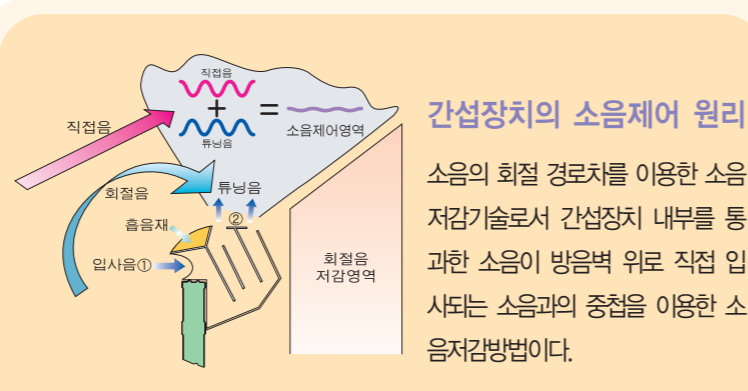 직접음
직접음
+
=
튜닝음
소음제어영역
회절음
튜닝음
흡음재
②
입사음①
회절음
저감영역
간섭장치의 소음제어 원리
소음의 회절 경로차를 이용한 소음
저감기술로서 간섭장치 내부를 통
과한 소음이 방음벽 위로 직접 입
사되는 소음과의 중첩을 이용한 소
음저감방법이다.